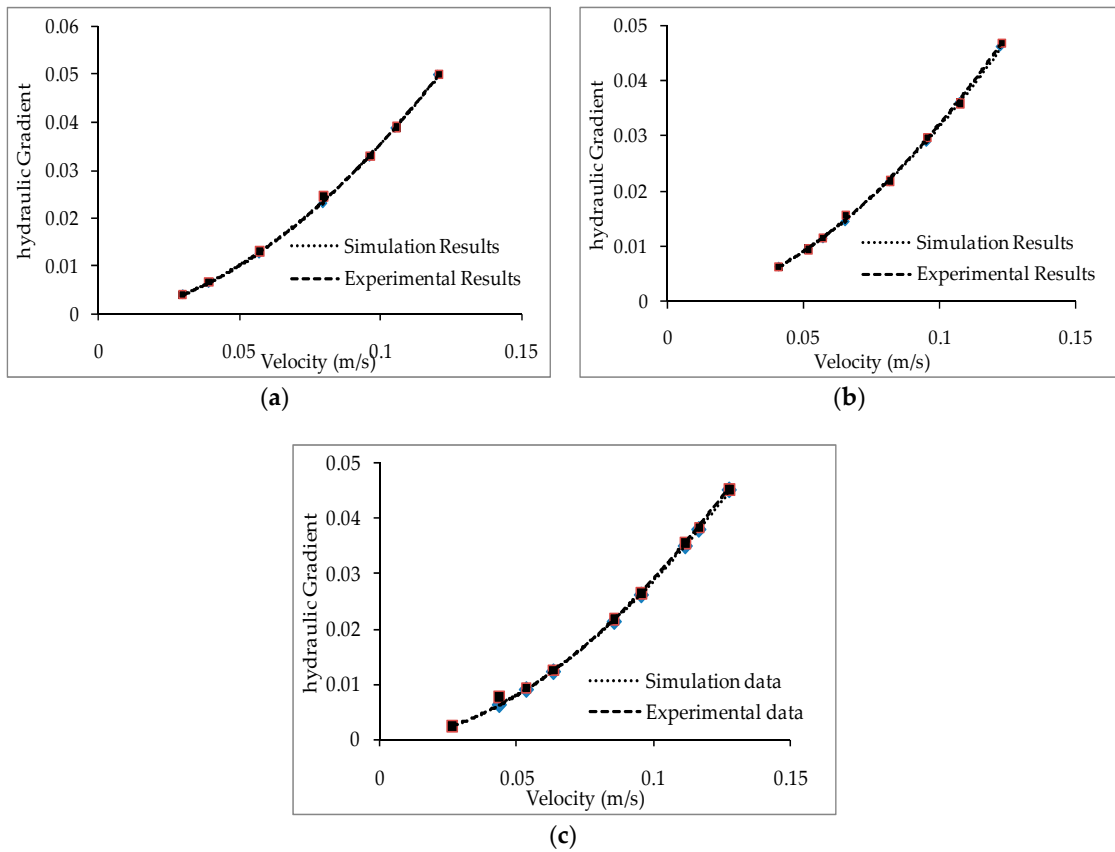 0.06
0.05
0.04
0.03
0.02
0.01
0
hydraulic Gradient
Simulation Results
Experimental Results
0 0.05 0.1 0.15
Velocity (m/s)
(a)
0.05
0.04
0.03
0.02
0.01
0
hydraulic Gradient
Simulation Results
Experimental Results
0 0.05 0.1 0.15
Velocity (m/s)
(b)
0.05
0.04
0.03
0.02
0.01
0
hydraulic Gradient
Simulation data
Experimental data
0 0.05 0.1 0.15
Velocity (m/s)
(c)